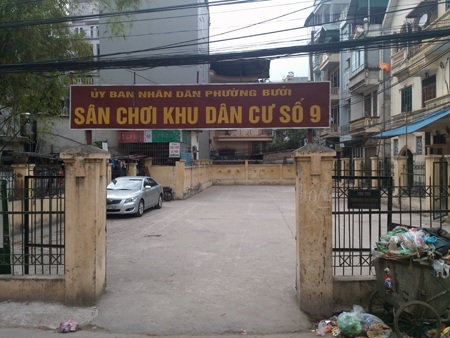 ỦY BAN NHÂN DÂN PHƯỜNG BƯỞI
SÂN CHƠI KHU DÂN CƯ SỐ 9